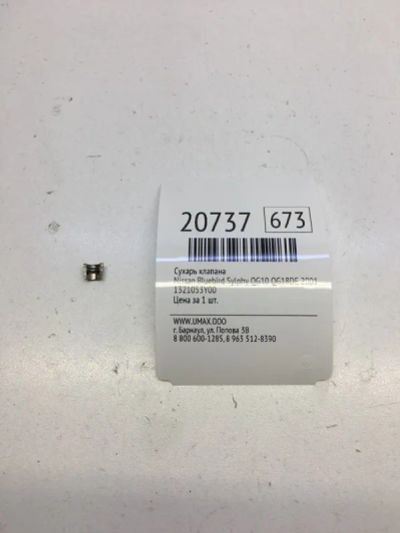 20737 673
Сухарь клапана
Nissan Bluebird Sylphy QG10 QG18DE 2001
1321053Y00
Цена за 1 шт.
WWW.UMAX.OOO
г. Барнаул, ул. Попова 3В
8 800 600-1285, 8 963 512-8390